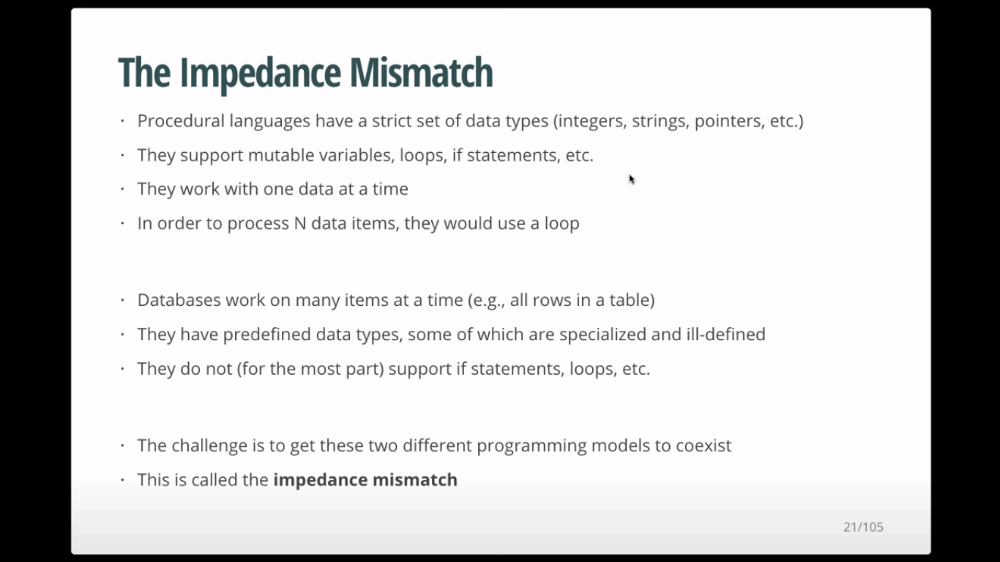 The Impedance Mismatch
· Procedural languages have a strict set of data types (integers, strings, pointers, etc.)
· They support mutable variables, loops, if statements, etc.
· They work with one data at a time
· In order to process N data items, they would use a loop
· Databases work on many items at a time (e.g., all rows in a table)
· They have predefined data types, some of which are specialized and ill-defined
· They do not (for the most part) support if statements, loops, etc.
· The challenge is to get these two different programming models to coexist
· This is called the impedance mismatch
21/105